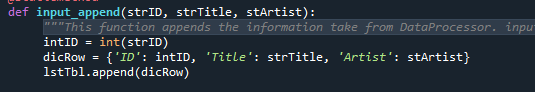 def input_append(strID, strTitle, stArtist):
"""This function appends the information take from DataProcessor. inpu
intID = int(strID)
dicRow = {'ID': intID, 'Title': strTitle, 'Artist': stArtist}
lstTbl.append(dicRow)